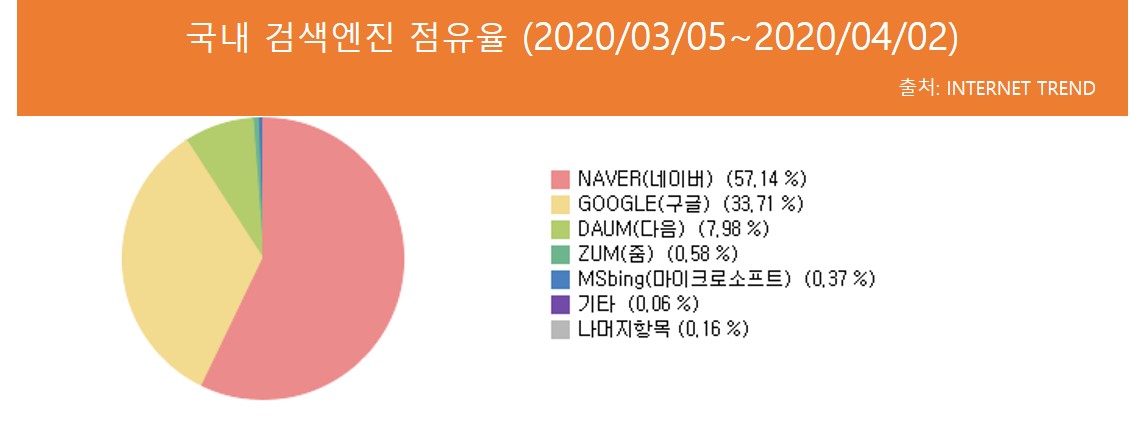 국내 검색엔진 점유율 (2020/03/05~2020/04/02)
출처: INTERNET TREND
NAVER(네이버) (57.14 %)
GOOGLE(구글) (33.71 %)
DAUM(다음) (7.98 %)
ZUM(줌) (0.58 %)
MSbing(마이크로소프트) (0.37 %)
기타 (0.06 %)
나머지항목 (0.16 %)